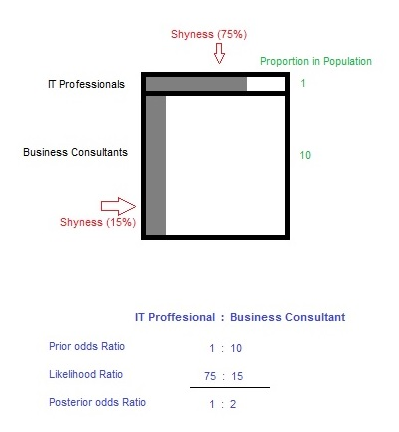 Shyness (75%)
Proportion in Population
IT Professionals
1
Business Consultants
10
Shyness (15%)
IT Proffesional : Business Consultant
Prior odds Ratio 1 : 10
Likelihood Ratio 75 : 15
Posterior odds Ratio 1 : 2